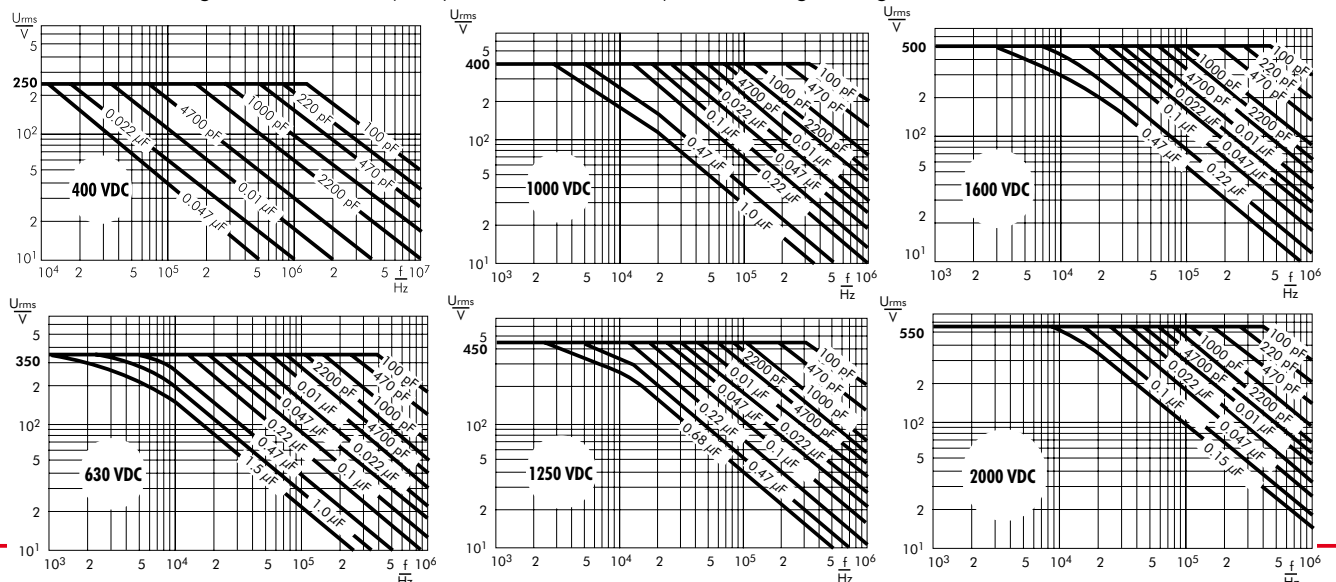 Urms
V
5
250
2
10²
5
2
10¹
10⁴ 2 5 10⁵ 2 5 10⁶ 2 5 10⁷
f
Hz
400 VDC
0.022 µF
4700 pF
1000 pF
220 pF
100 pF
470 pF
2200 pF
0.01 µF
0.047 µF
Urms
V
5
400
2
10²
5
2
10¹
10³ 2 5 10⁴ 2 5 10⁵ 2 5 10⁶
f
Hz
1000 VDC
100 pF
470 pF
1000 pF
2200 pF
4700 pF
0.01 µF
0.022 µF
0.047 µF
0.1 µF
0.22 µF
0.47 µF
1.0 µF
Urms
V
500
2
10²
5
2
10¹
10³ 2 5 10⁴ 2 5 10⁵ 2 5 10⁶
f
Hz
1600 VDC
100 pF
220 pF
470 pF
1000 pF
2200 pF
4700 pF
0.01 µF
0.022 µF
0.047 µF
0.1 µF
0.22 µF
0.47 µF
Urms
V
5
350
2
10²
5
2
10¹
10³ 2 5 10⁴ 2 5 10⁵ 2 5 10⁶
f
Hz
630 VDC
100 pF
470 pF
1000 pF
2200 pF
4700 pF
0.01 µF
0.022 µF
0.047 µF
0.1 µF
0.22 µF
0.47 µF
1.5 µF
1.0 µF
Urms
V
5
450
2
10²
5
2
10¹
10³ 2 5 10⁴ 2 5 10⁵ 2 5 10⁶
f
Hz
1250 VDC
100 pF
470 pF
1000 pF
2200 pF
4700 pF
0.01 µF
0.022 µF
0.047 µF
0.1 µF
0.22 µF
0.47 µF
0.68 µF
Urms
V
550
2
10²
5
2
10¹
10³ 2 5 10⁴ 2 5 10⁵ 2 5 10⁶
f
Hz
2000 VDC
100 pF
220 pF
470 pF
1000 pF
2200 pF
4700 pF
0.01 µF
0.022 µF
0.047 µF
0.1 µF
0.15 µF